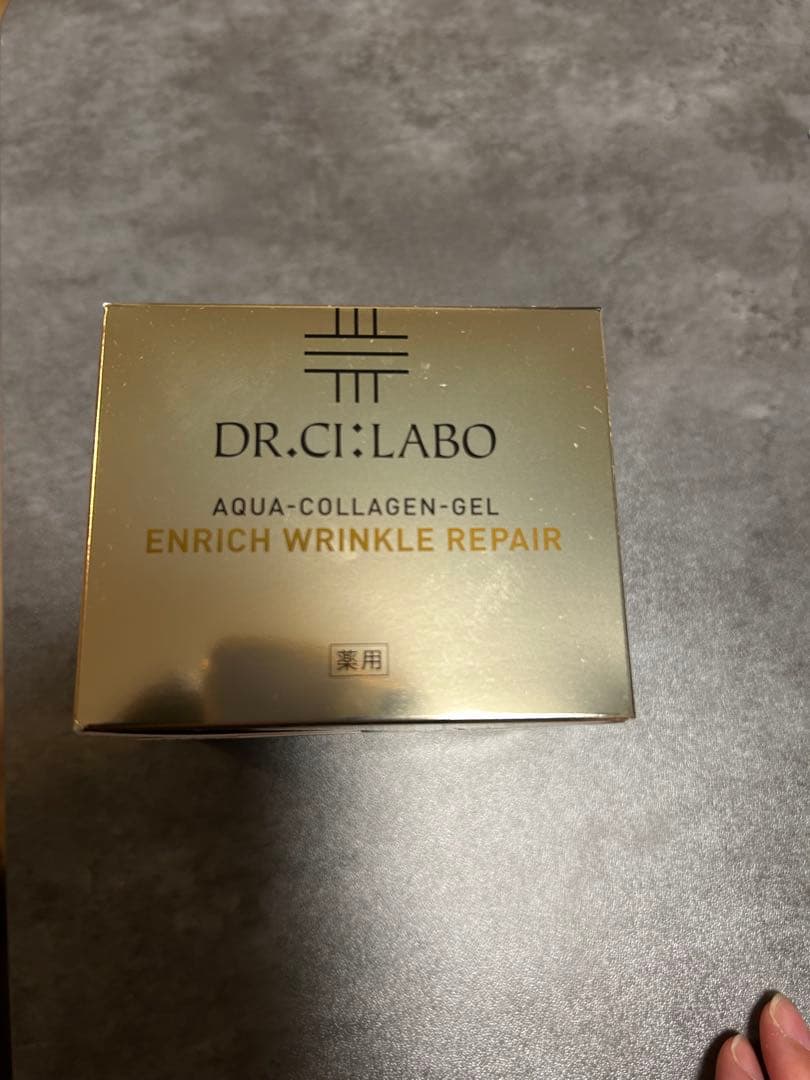 DR.CI:LABO
AQUA-COLLAGEN-GEL
ENRICH WRINKLE REPAIR
薬用